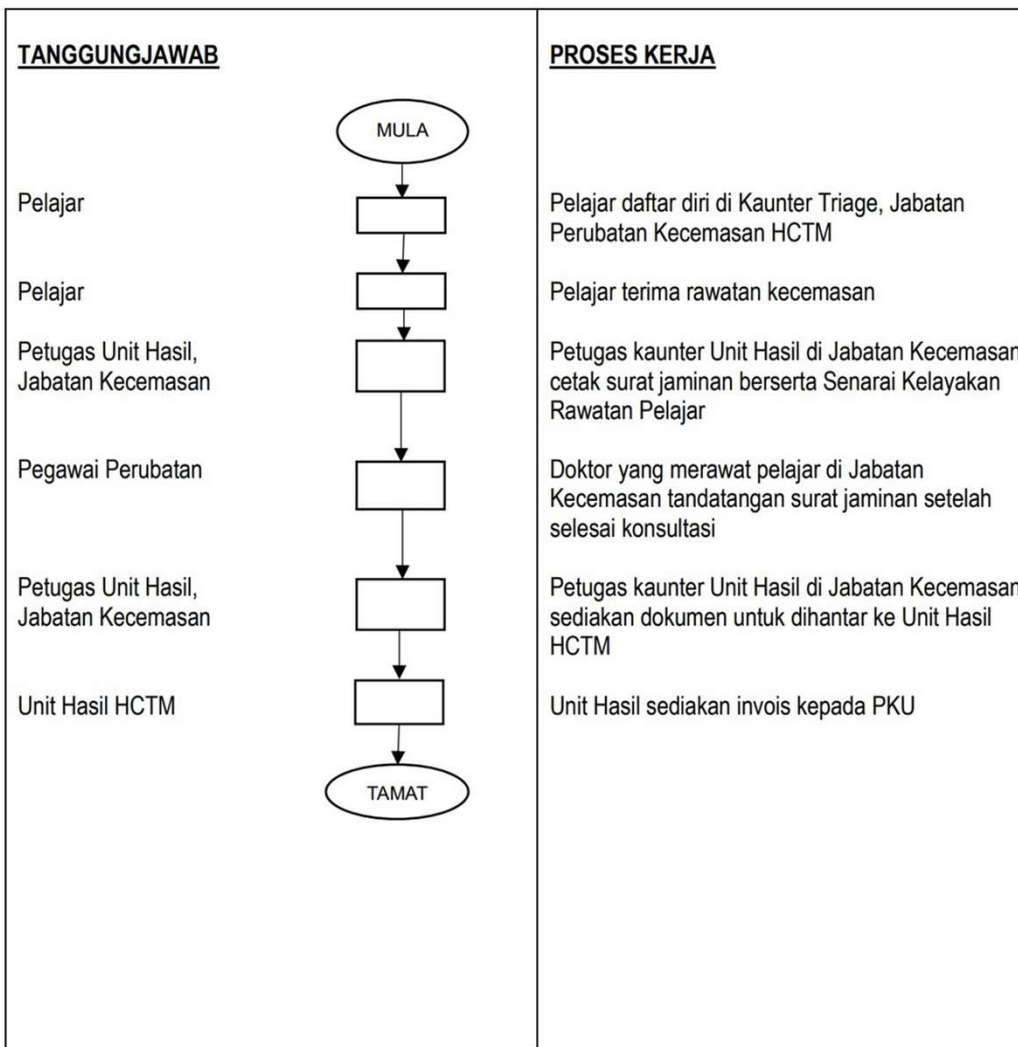 TANGGUNGJAWAB
PROSES KERJA
MULA
Pelajar
Pelajar daftar diri di Kaunter Triage, Jabatan
Perubatan Kecemasan HCTM
Pelajar
Pelajar terima rawatan kecemasan
Petugas Unit Hasil,
Jabatan Kecemasan
Petugas kaunter Unit Hasil di Jabatan Kecemasan
cetak surat jaminan berserta Senarai Kelayakan
Rawatan Pelajar
Pegawai Perubatan
Doktor yang merawat pelajar di Jabatan
Kecemasan tandatangan surat jaminan setelah
selesai konsultasi
Petugas Unit Hasil,
Jabatan Kecemasan
Petugas kaunter Unit Hasil di Jabatan Kecemasan
sediakan dokumen untuk dihantar ke Unit Hasil
HCTM
Unit Hasil HCTM
Unit Hasil sediakan invois kepada PKU
TAMAT